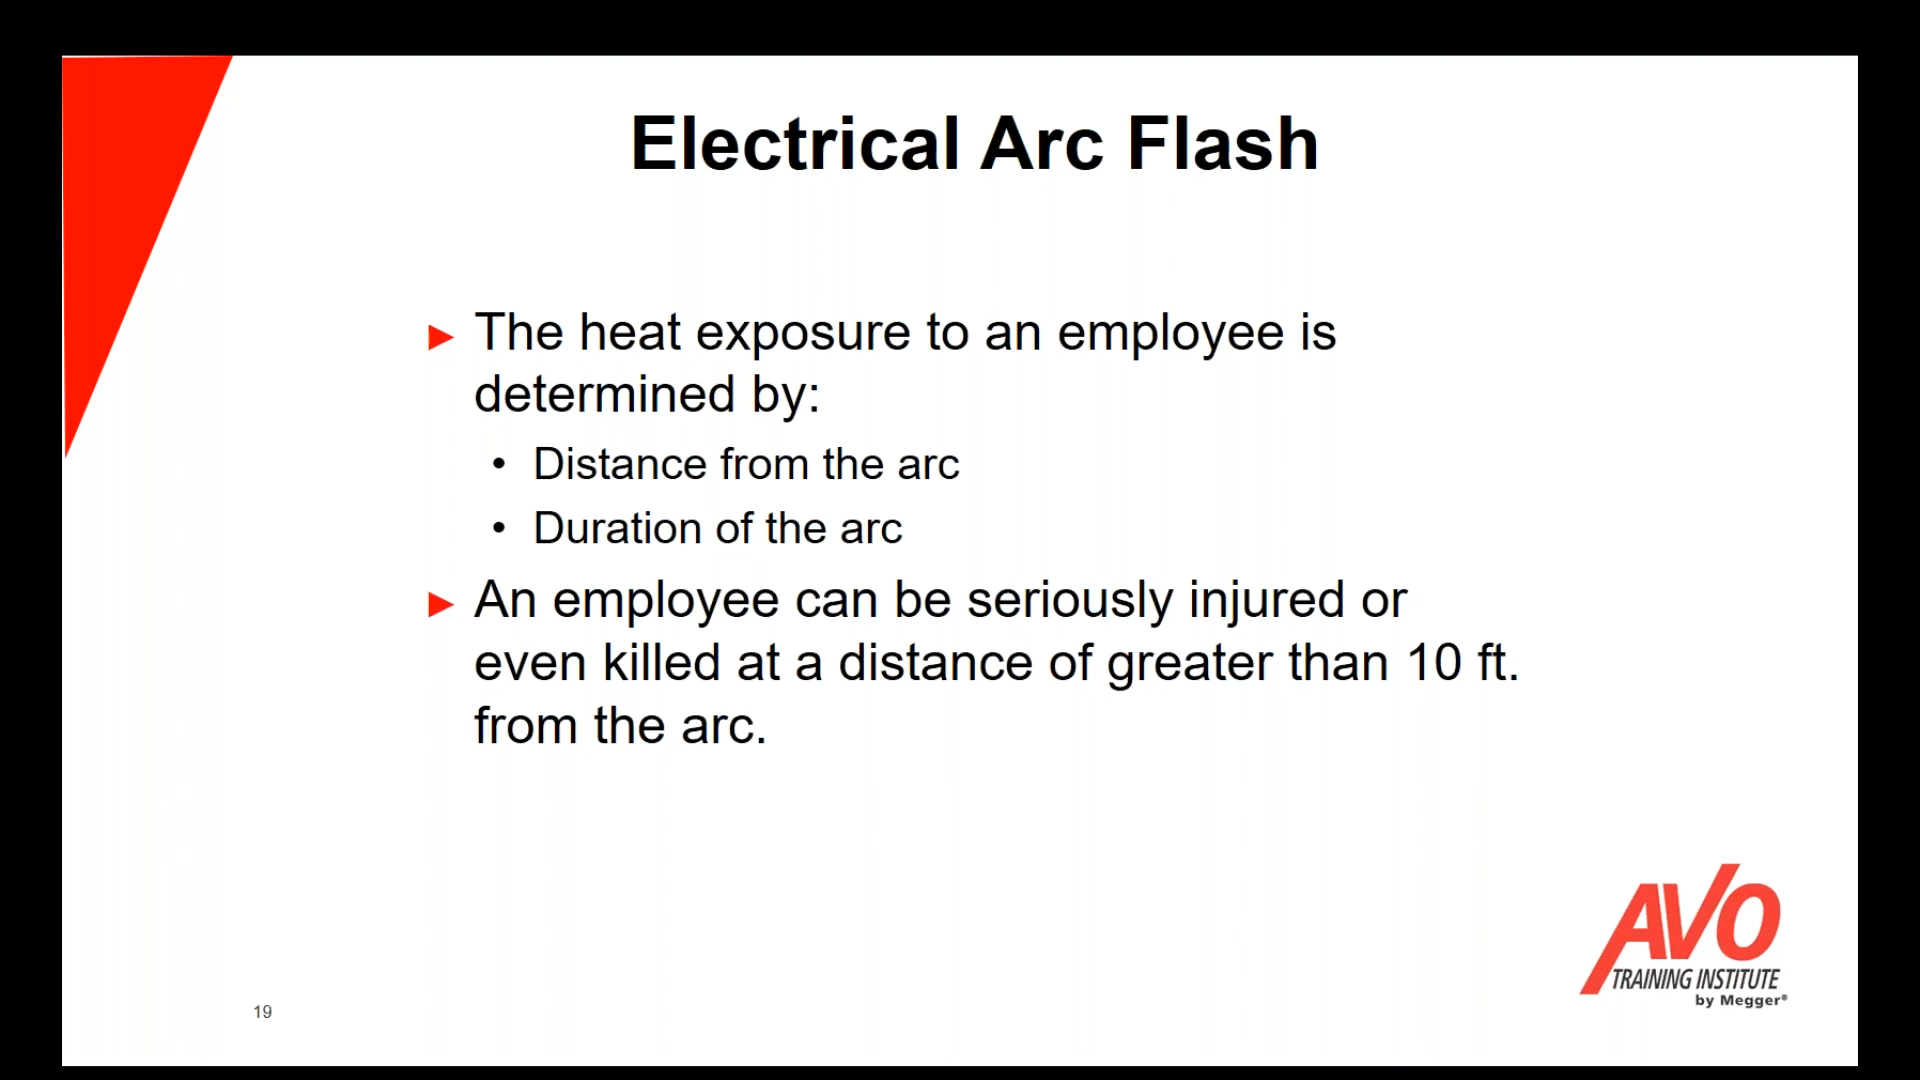 Electrical Arc Flash
► The heat exposure to an employee is
determined by:
• Distance from the arc
• Duration of the arc
► An employee can be seriously injured or
even killed at a distance of greater than 10 ft.
from the arc.
AVO
TRAINING INSTITUTE
by Megger®
19